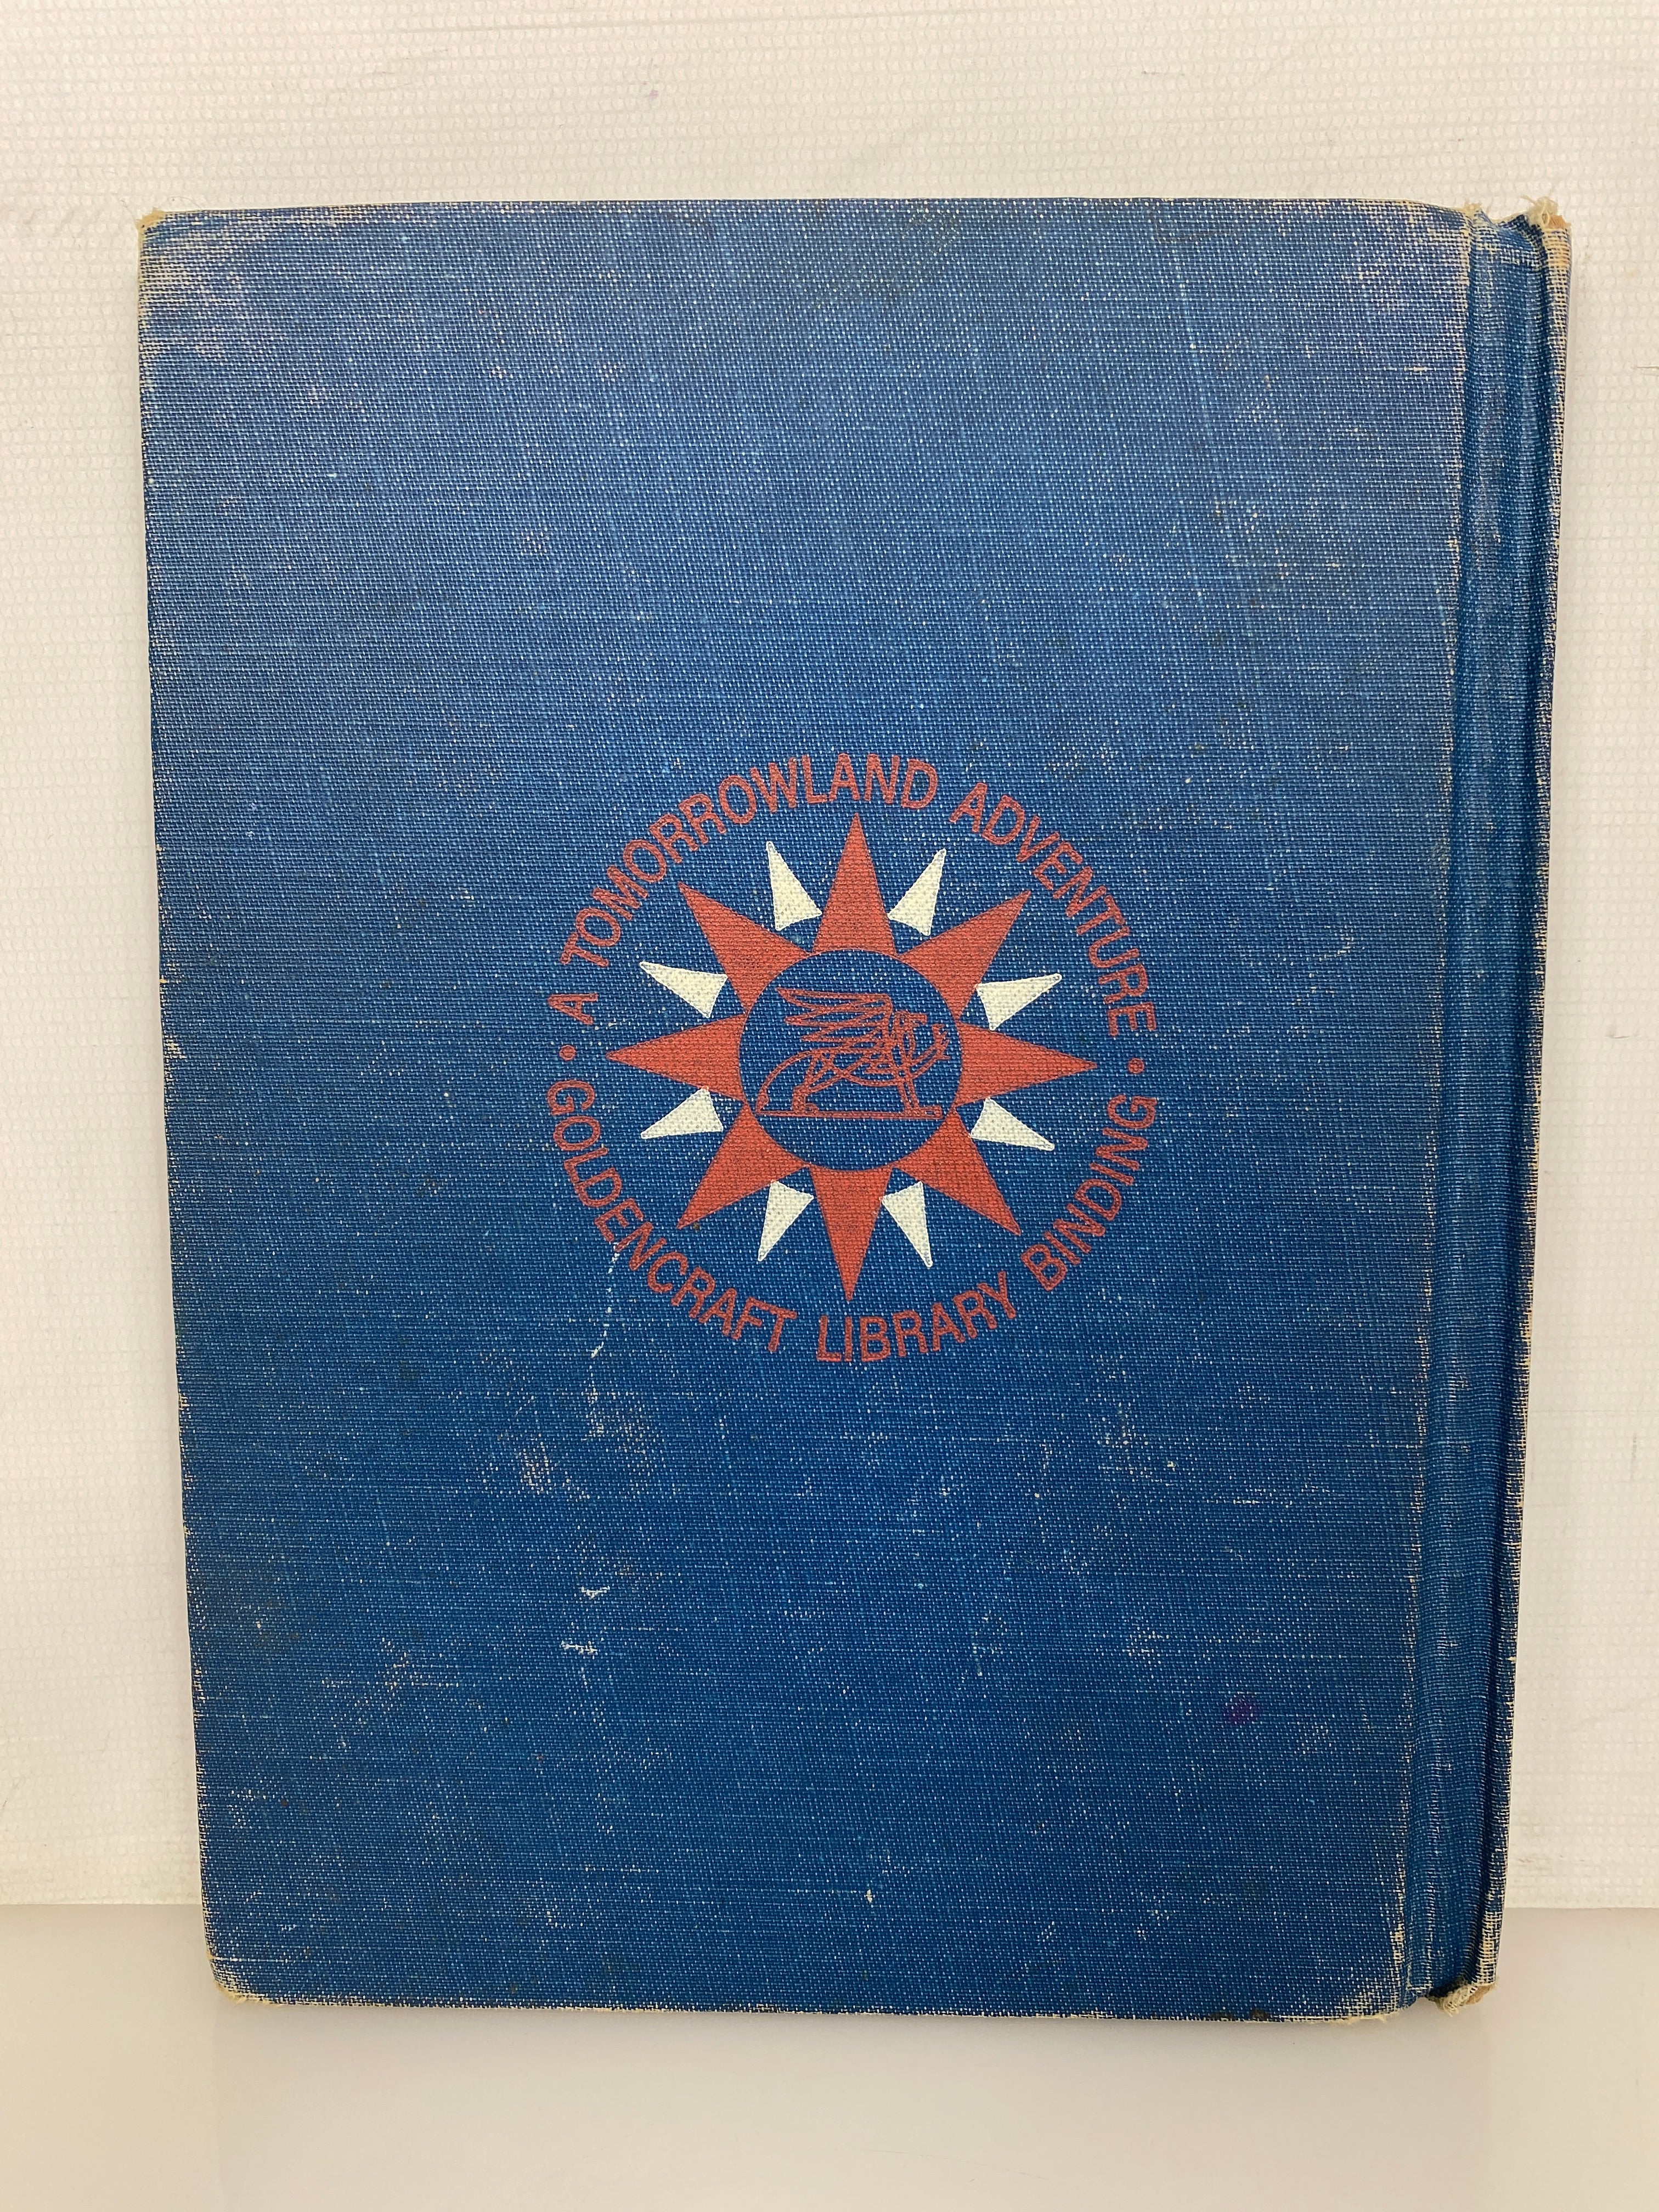 A TOMORROWLAND ADVENTURE
• GOLDENCRAFT LIBRARY BINDING •